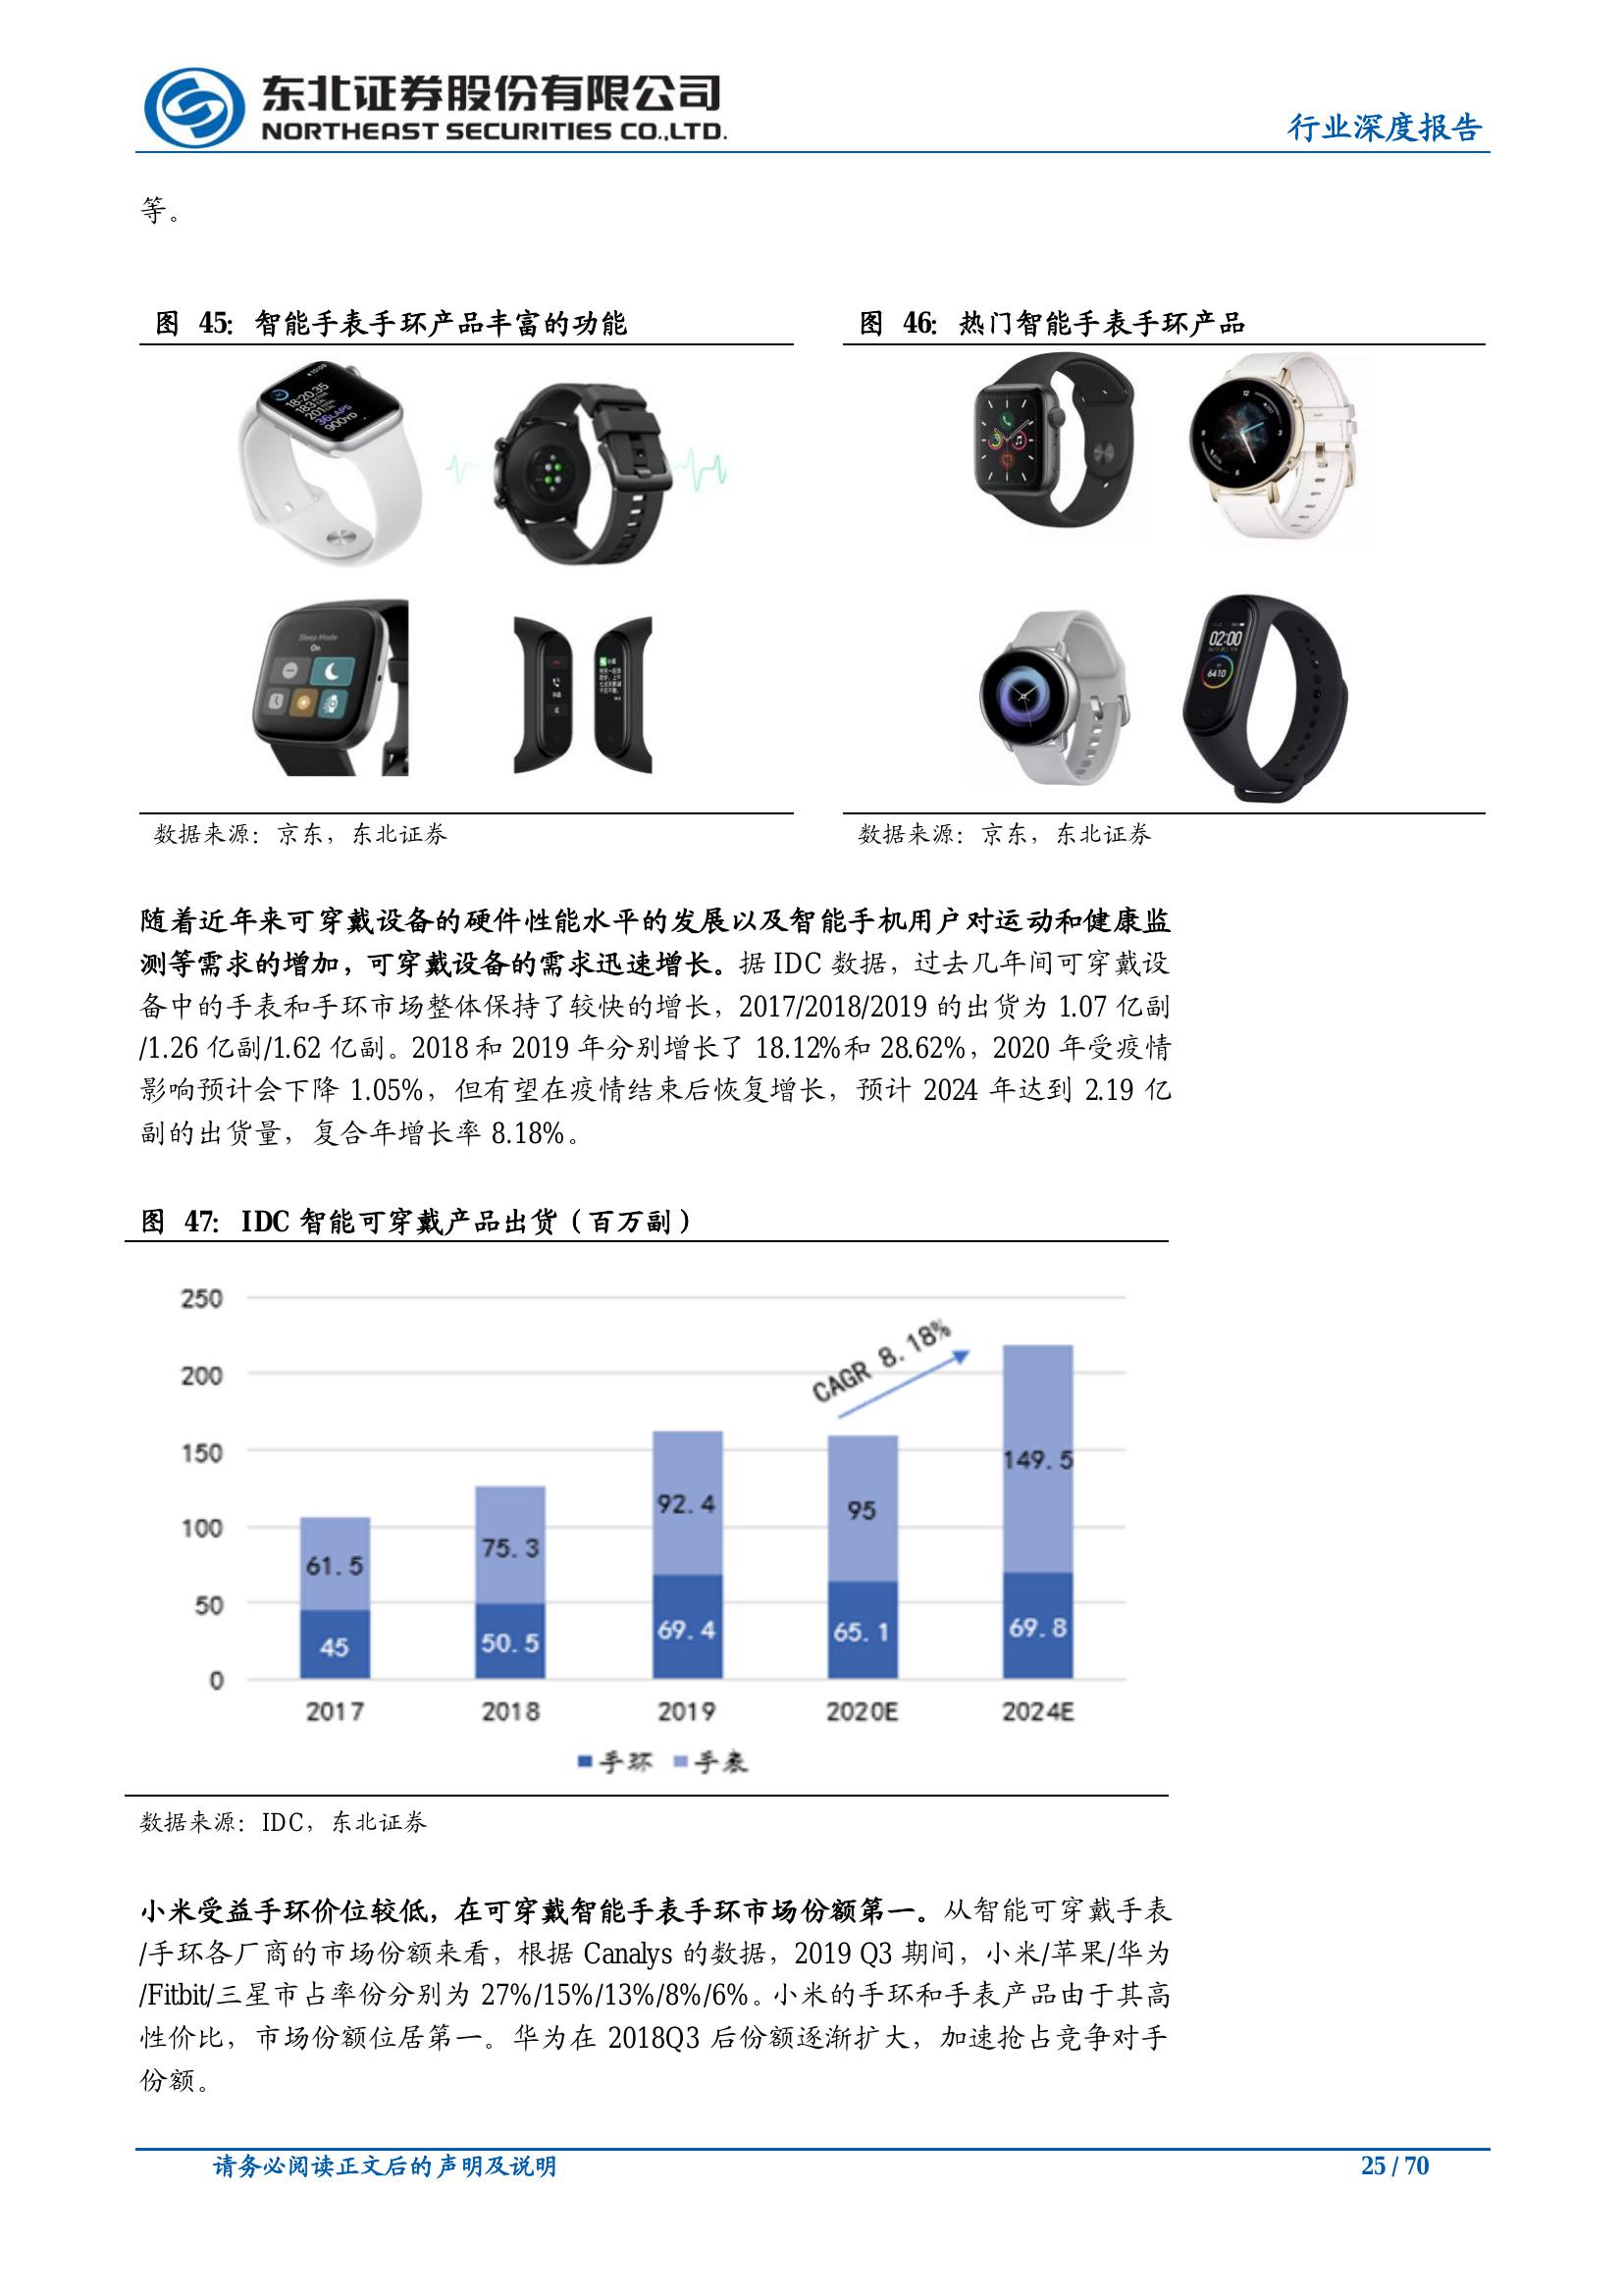 东北证券股份有限公司
NORTHEAST SECURITIES CO.,LTD.
行业深度报告
等。
图 45：智能手表手环产品丰富的功能
图 46：热门智能手表手环产品
10:09
18:20.35
183
201
36LAPS
900YD
Sleep Mode
On
12
3
6
9
02:00
6410
数据来源：京东，东北证券
数据来源：京东，东北证券
随着近年来可穿戴设备的硬件性能水平的发展以及智能手机用户对运动和健康监
测等需求的增加，可穿戴设备的需求迅速增长。据 IDC 数据，过去几年间可穿戴设
备中的手表和手环市场整体保持了较快的增长，2017/2018/2019 的出货为 1.07 亿副
/1.26 亿副/1.62 亿副。2018 和 2019 年分别增长了 18.12%和 28.62%，2020 年受疫情
影响预计会下降 1.05%，但有望在疫情结束后恢复增长，预计 2024 年达到 2.19 亿
副的出货量，复合年增长率 8.18%。
图 47：IDC 智能可穿戴产品出货（百万副）
250
200
150
100
50
0
CAGR 8.18%
61.5
75.3
92.4
95
149.5
45
50.5
69.4
65.1
69.8
2017
2018
2019
2020E
2024E
手环 手表
数据来源：IDC，东北证券
小米受益手环价位较低，在可穿戴智能手表手环市场份额第一。从智能可穿戴手表
/手环各厂商的市场份额来看，根据 Canalys 的数据，2019 Q3 期间，小米/苹果/华为
/Fitbit/三星市占率份分别为 27%/15%/13%/8%/6%。小米的手环和手表产品由于其高
性价比，市场份额位居第一。华为在 2018Q3 后份额逐渐扩大，加速抢占竞争对手
份额。
请务必阅读正文后的声明及说明
25 / 70